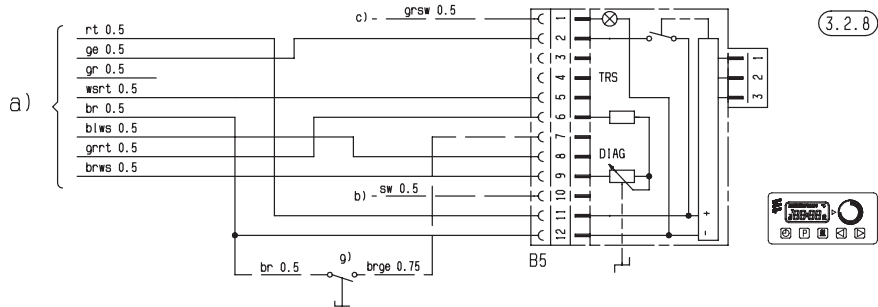 c) grsw 0.5
3.2.8
rt 0.5
ge 0.5
gr 0.5
wsrt 0.5
br 0.5
blws 0.5
grrt 0.5
brws 0.5
a)
b) sw 0.5
1
2
3
4
5
6
7
8
9
10
11
12
TRS
DIAG
+
-
1
2
3
B5
g)
br 0.5
brge 0.75
P